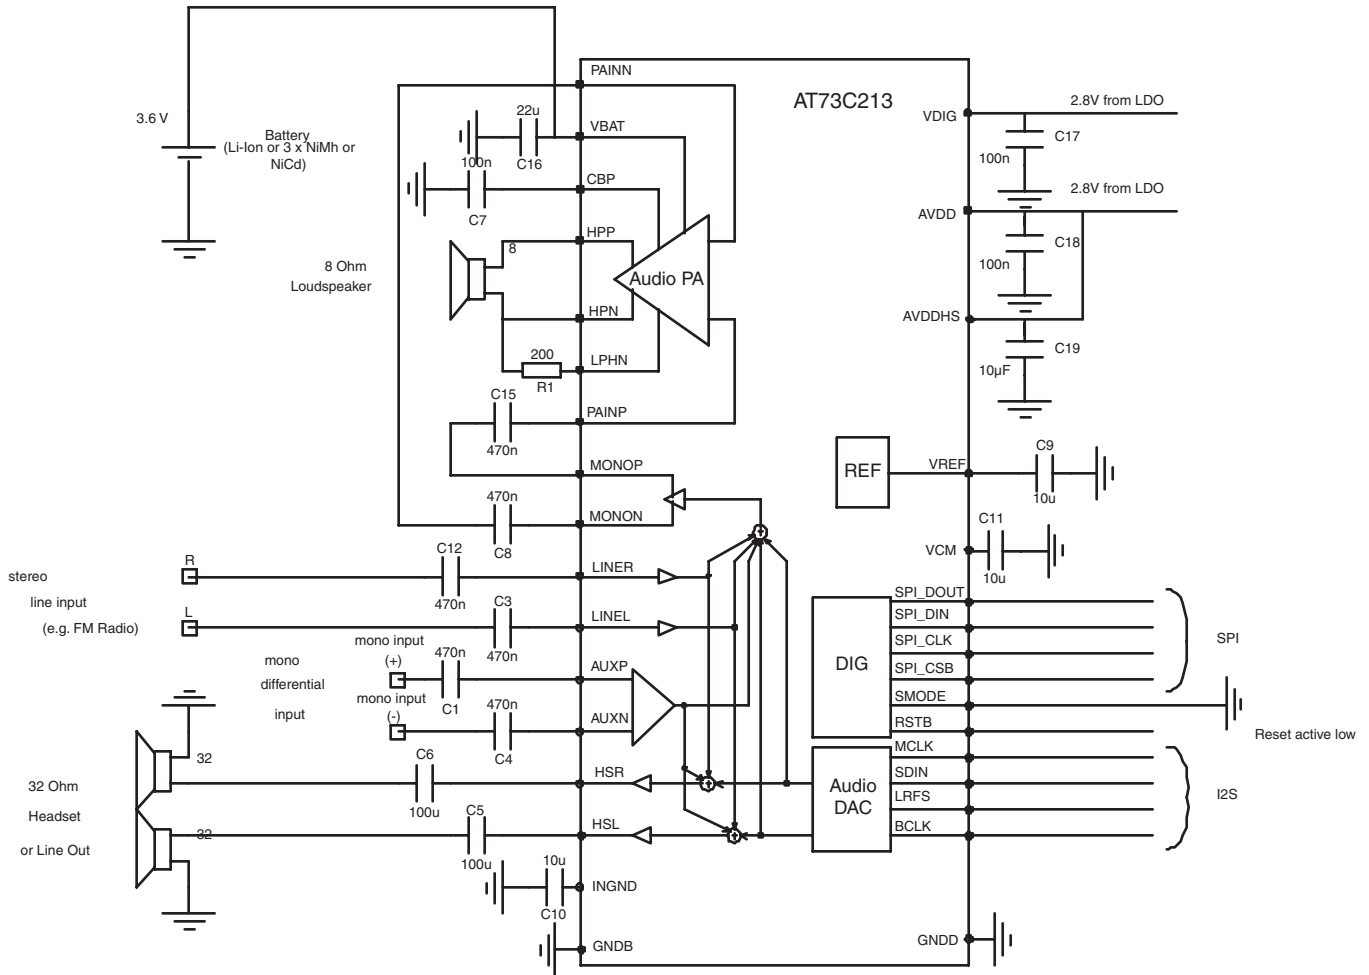 PAINN
AT73C213
3.6 V
22u
VBAT
C16
Battery
(Li-Ion or 3 x NiMh or
NiCd)
100n
CBP
C7
HPP
8
8 Ohm
Loudspeaker
Audio PA
HPN
200
LPHN
R1
C15
PAINP
470n
MONOP
470n
MONON
C8
VDIG
2.8V from LDO
C17
100n
AVDD
2.8V from LDO
C18
100n
AVDDHS
C19
10µF
REF
VREF
C9
10u
C11
VCM
10u
stereo
line input
(e.g. FM Radio)
R
C12
470n
LINER
L
C3
470n
LINEL
mono
differential
input
mono input
(+)
470n
C1
AUXP
mono input
(-)
470n
C4
AUXN
+
+
+
DIG
SPI_DOUT
SPI_DIN
SPI_CLK
SPI_CSB
SMODE
RSTB
SPI
Reset active low
Audio
DAC
MCLK
SDIN
LRFS
BCLK
I2S
32 Ohm
Headset
or Line Out
32
C6
100u
HSR
32
C5
100u
HSL
10u
INGND
C10
GNDB
GNDD